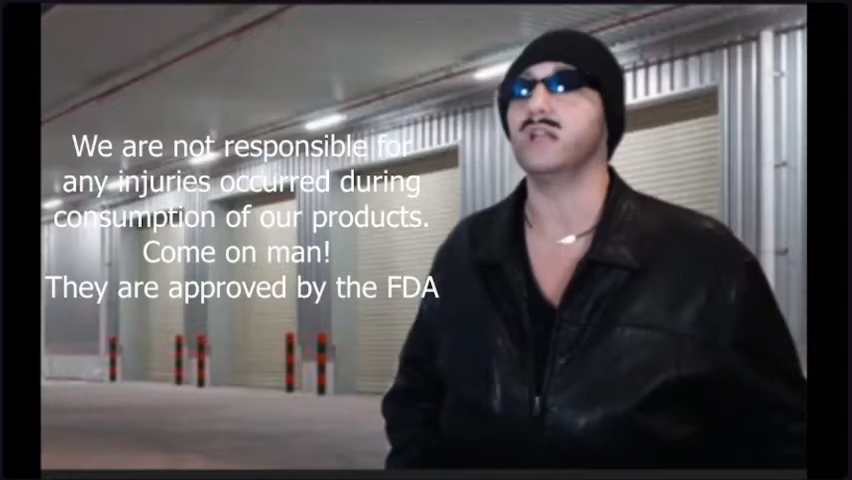 We are not responsible for
any injuries occurred during
consumption of our products.
Come on man!
They are approved by the FDA